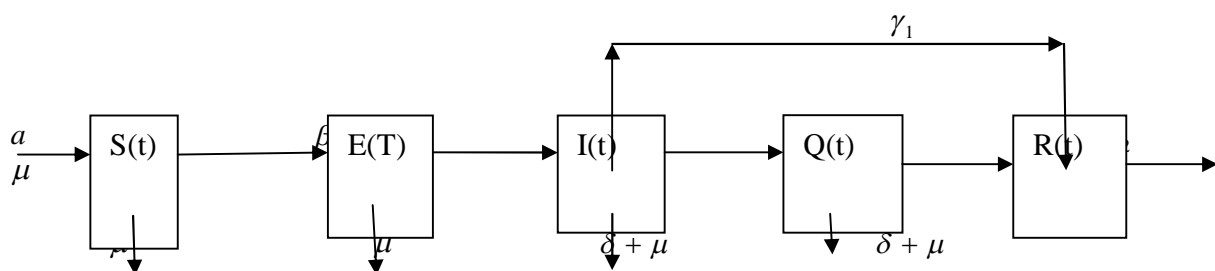 γ₁
a
μ
S(t)
β
E(T)
I(t)
Q(t)
R(t)
μ
μ
δ + μ
δ + μ